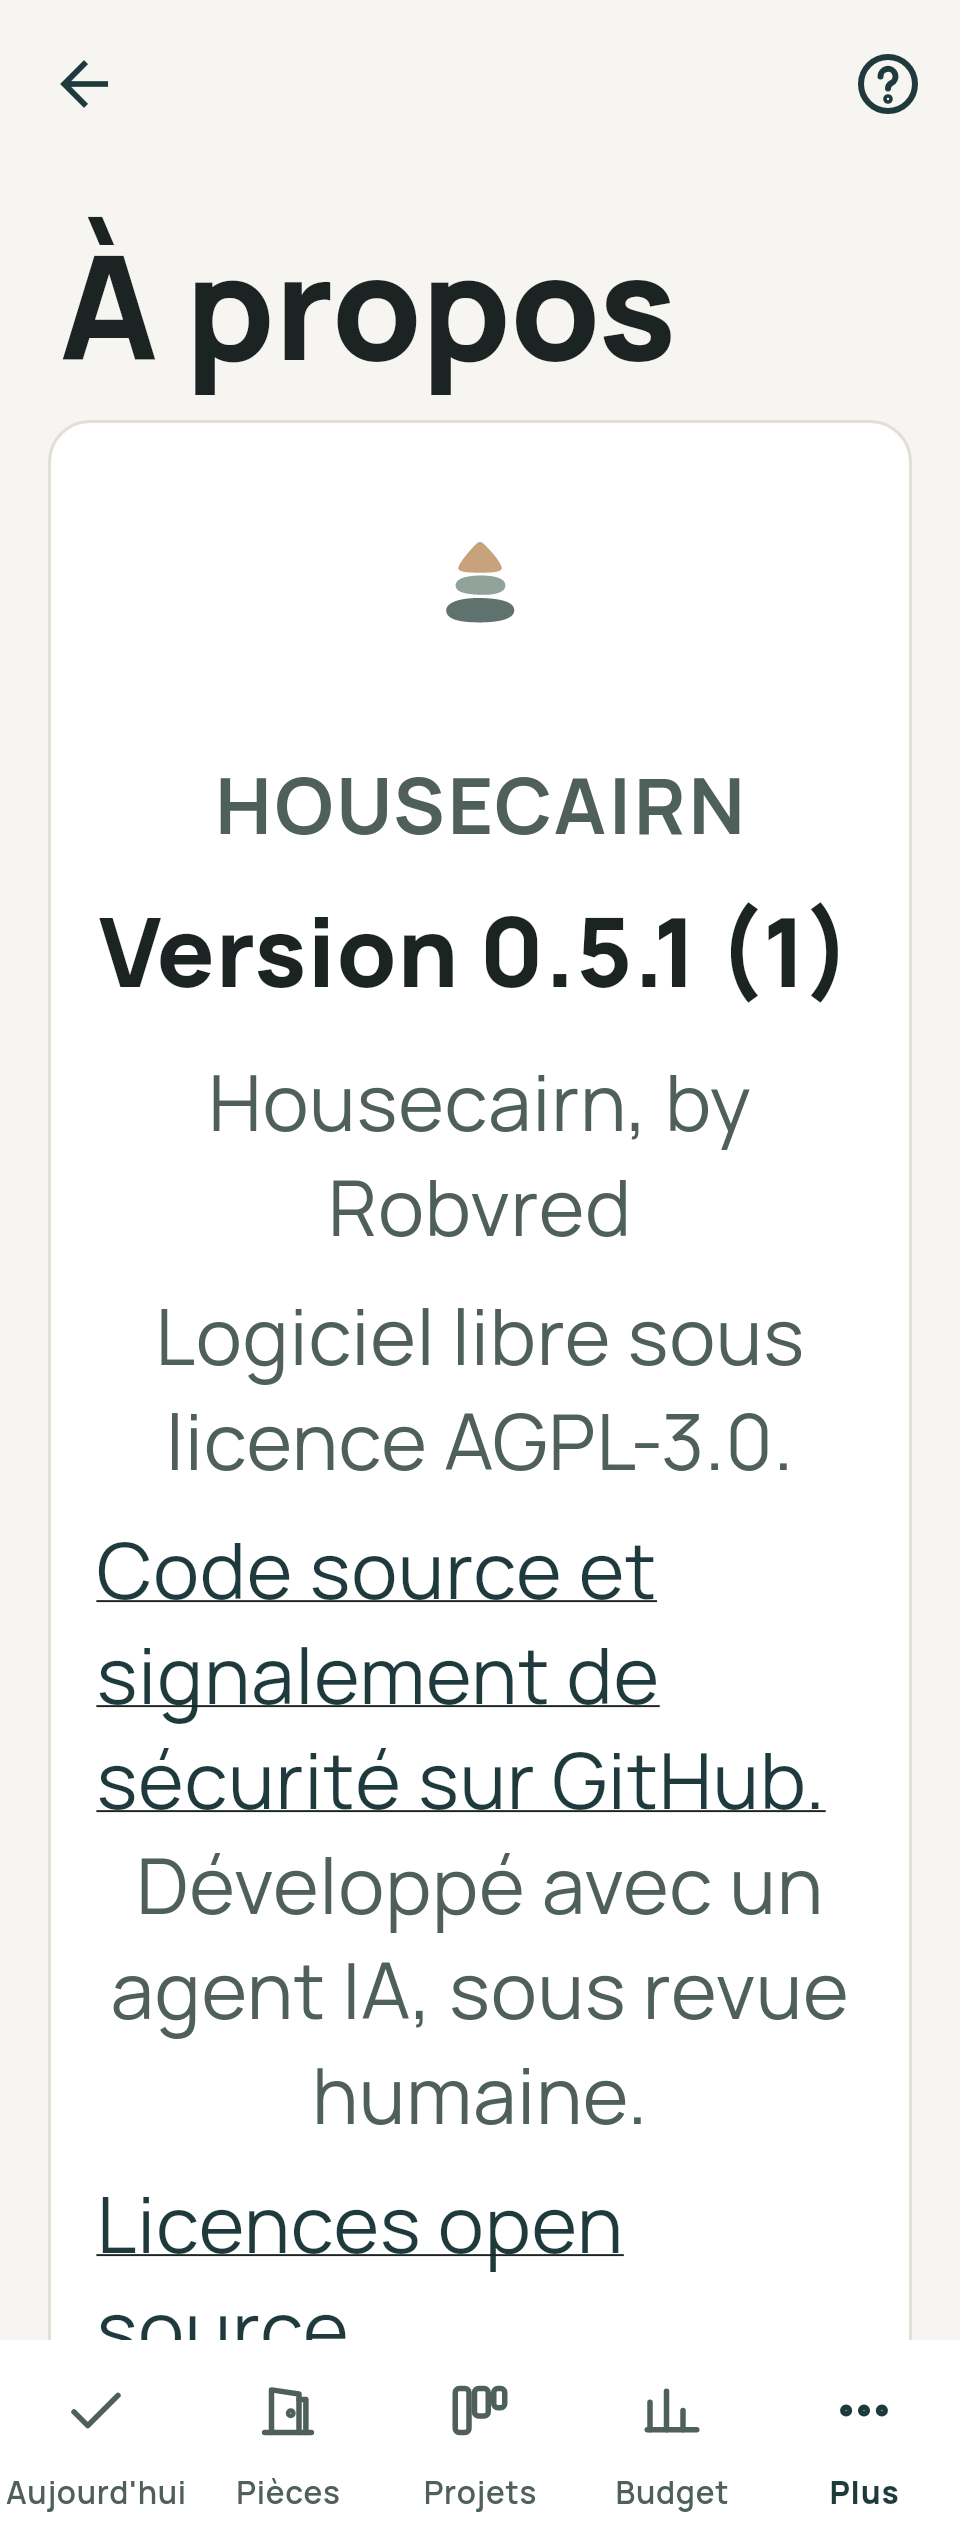 À propos
HOUSECAIRN
Version 0.5.1 (1)
Housecairn, by
Robvred
Logiciel libre sous
licence AGPL-3.0.
Code source et
signalement de
sécurité sur GitHub.
Développé avec un
agent IA, sous revue
humaine.
Licences open
source
Aujourd'hui
Pièces
Projets
Budget
Plus